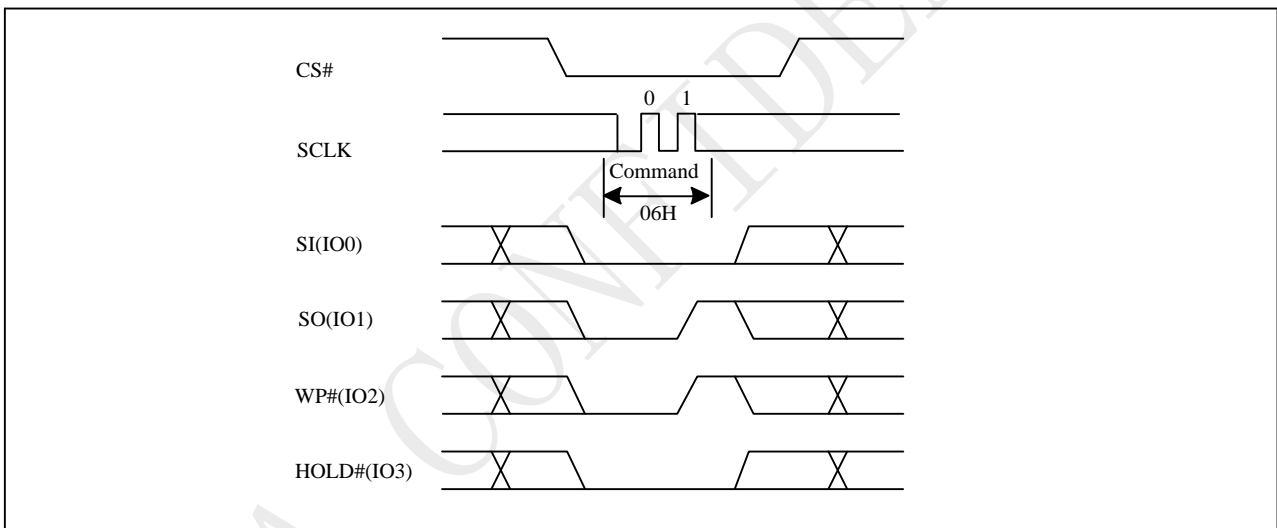 CS#
0 1
SCLK
Command
06H
SI(IO0)
SO(IO1)
WP#(IO2)
HOLD#(IO3)